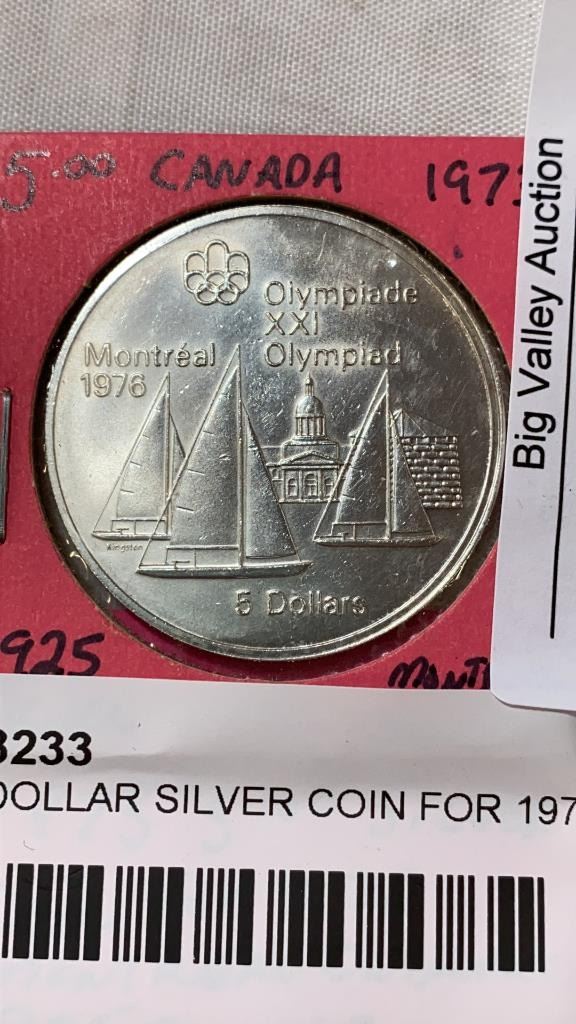 5.00 CANADA
Olympiade
XXI
Olympiad
Montréal
1976
Kingston
5 Dollars
925
Big Valley Auction
3233
DOLLAR SILVER COIN FOR 197